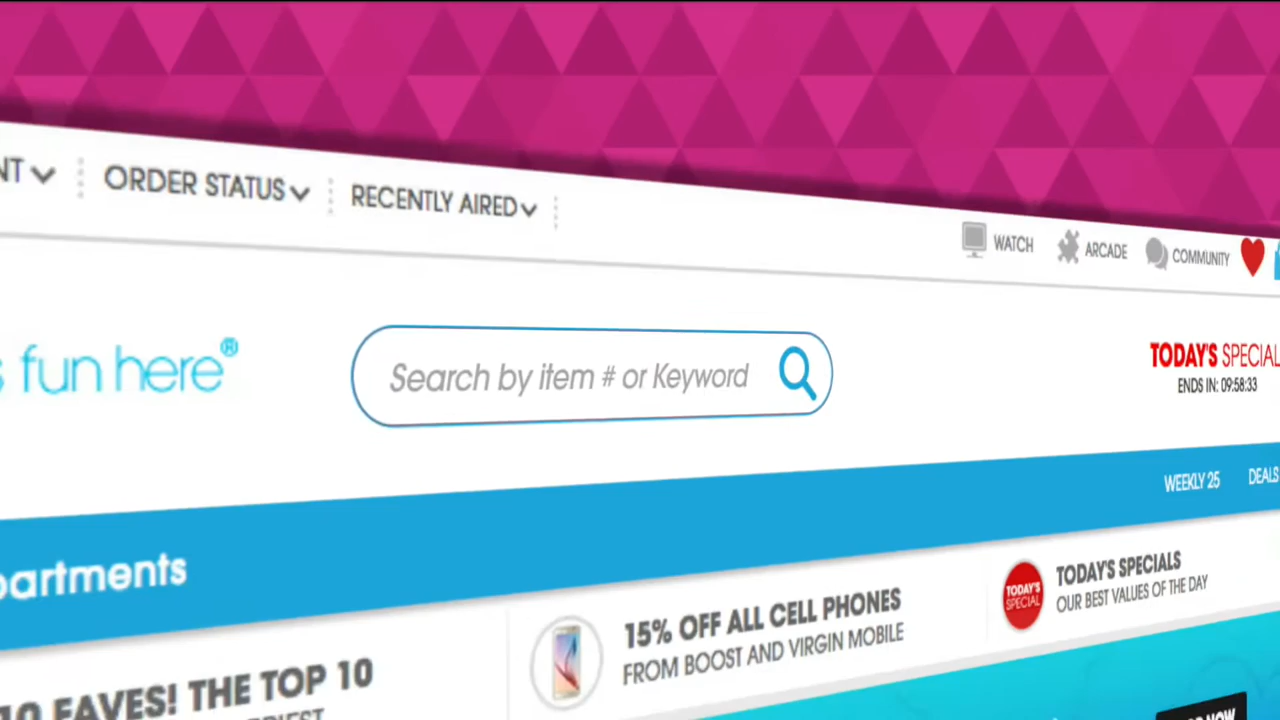 ORDER STATUS
RECENTLY AIRED
WATCH
ARCADE
COMMUNITY
fun here®
Search by item # or Keyword
TODAY'S SPECIAL
ENDS IN: 09:58:33
WEEKLY 25
DEALS
15% OFF ALL CELL PHONES
FROM BOOST AND VIRGIN MOBILE
TODAY'S
SPECIAL
TODAY'S SPECIALS
OUR BEST VALUES OF THE DAY
10 FAVES! THE TOP 10